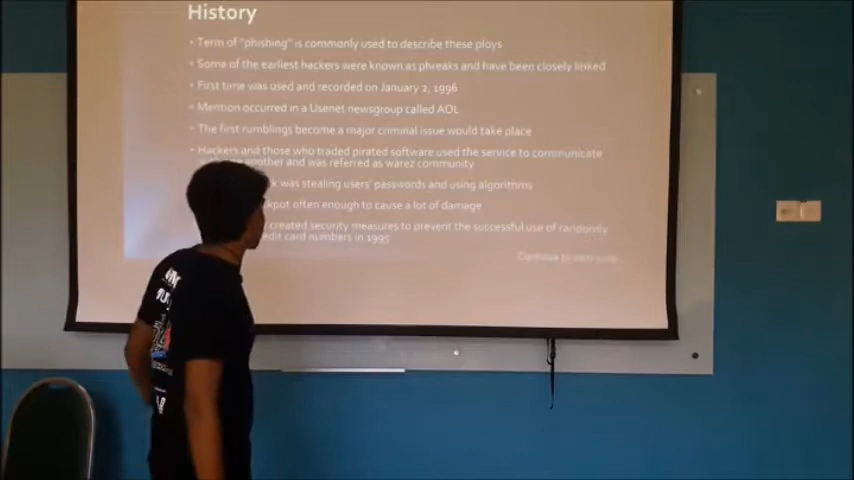 History
• Term of "phishing" is commonly used to describe these ploys
• Some of the earliest hackers were known as phreaks and have been closely linked
• First time was used and recorded on January 2, 1996
• Mention occurred in a Usenet newsgroup called AOL
• The first rumblings become a major criminal issue would take place
• Hackers and those who traded pirated software used the service to communicate
another and was referred as warez community
was stealing users' passwords and using algorithms
often enough to cause a lot of damage
created security measures to prevent the successful use of randomly
card numbers in 1995
Continue to next